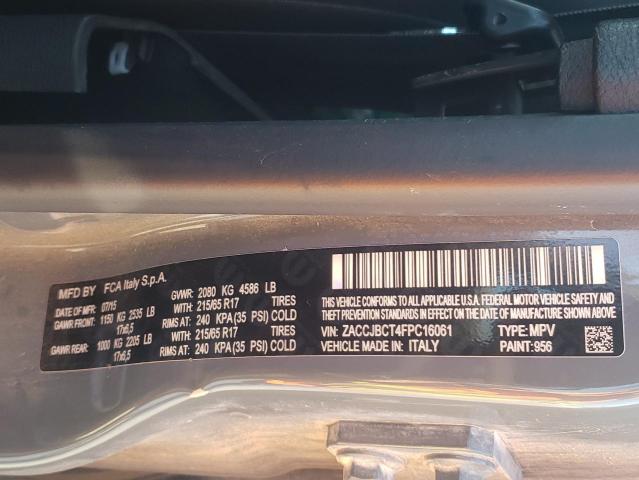 MFD BY FCA Italy S.p.A.
DATE OF MFR 07/15 GVWR: 2080 KG 4586 LB
GAWR FRONT: 1150 KG 2535 LB WITH 215/65 R17 TIRES
17x6,5 RIMS AT: 240 KPA(35 PSI) COLD
GAWR REAR: 1000 KG 2205 LB WITH 215/65 R17 TIRES
17x6,5 RIMS AT: 240 KPA(35 PSI) COLD
THIS VEHICLE CONFORMS TO ALL APPLICABLE U.S.A. FEDERAL MOTOR VEHICLE SAFETY
BUMPER, AND THEFT PREVENTION STANDARDS IN EFFECT ON THE DATE OF MANUFACTURE SHOWN ABOVE
VIN: ZACCJBCT4FPC16061 TYPE: MPV
VEHICLE MADE IN: ITALY PAINT: 956